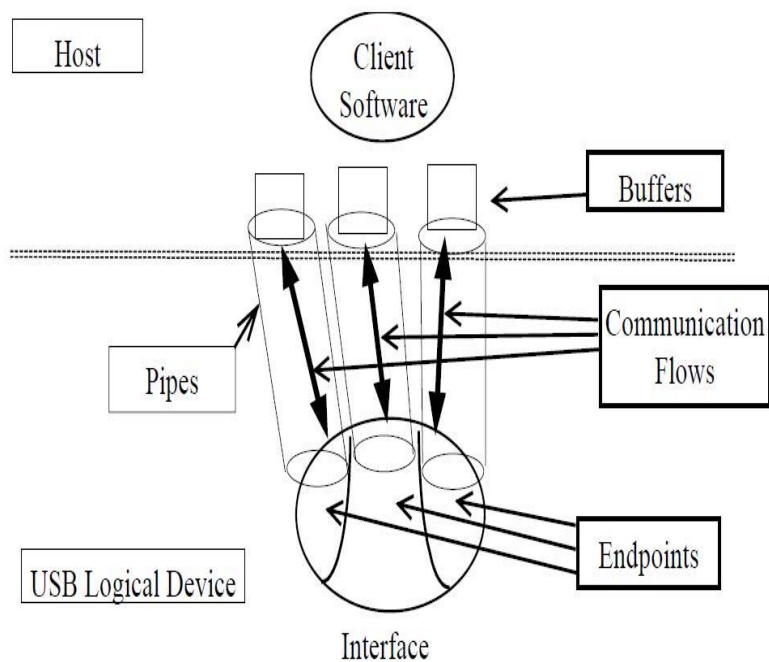 Host
Client
Software
Buffers
Communication
Flows
Pipes
Endpoints
USB Logical Device
Interface